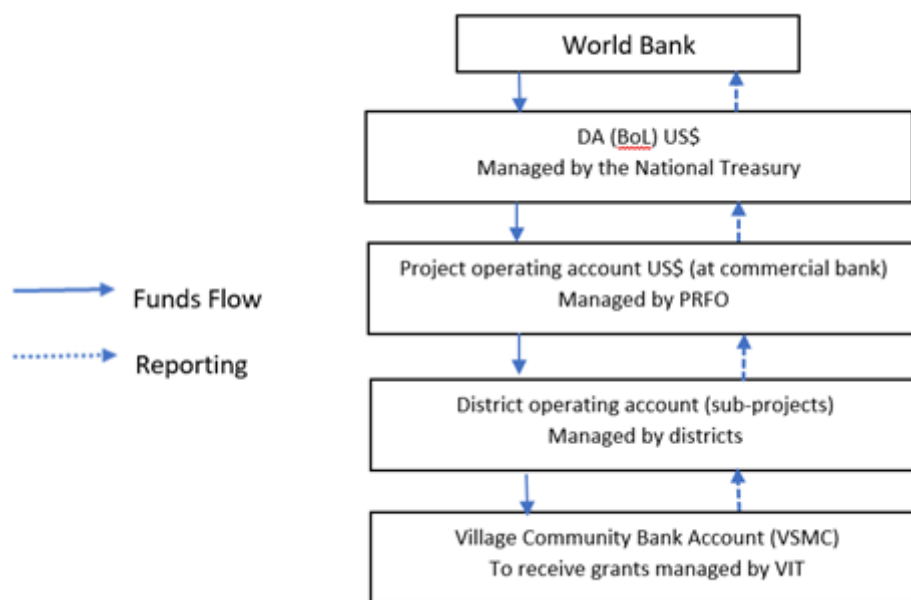 World Bank
DA (BoL) US$
Managed by the National Treasury
Project operating account US$ (at commercial bank)
Managed by PRFO
Funds Flow
Reporting
District operating account (sub-projects)
Managed by districts
Village Community Bank Account (VSMC)
To receive grants managed by VIT